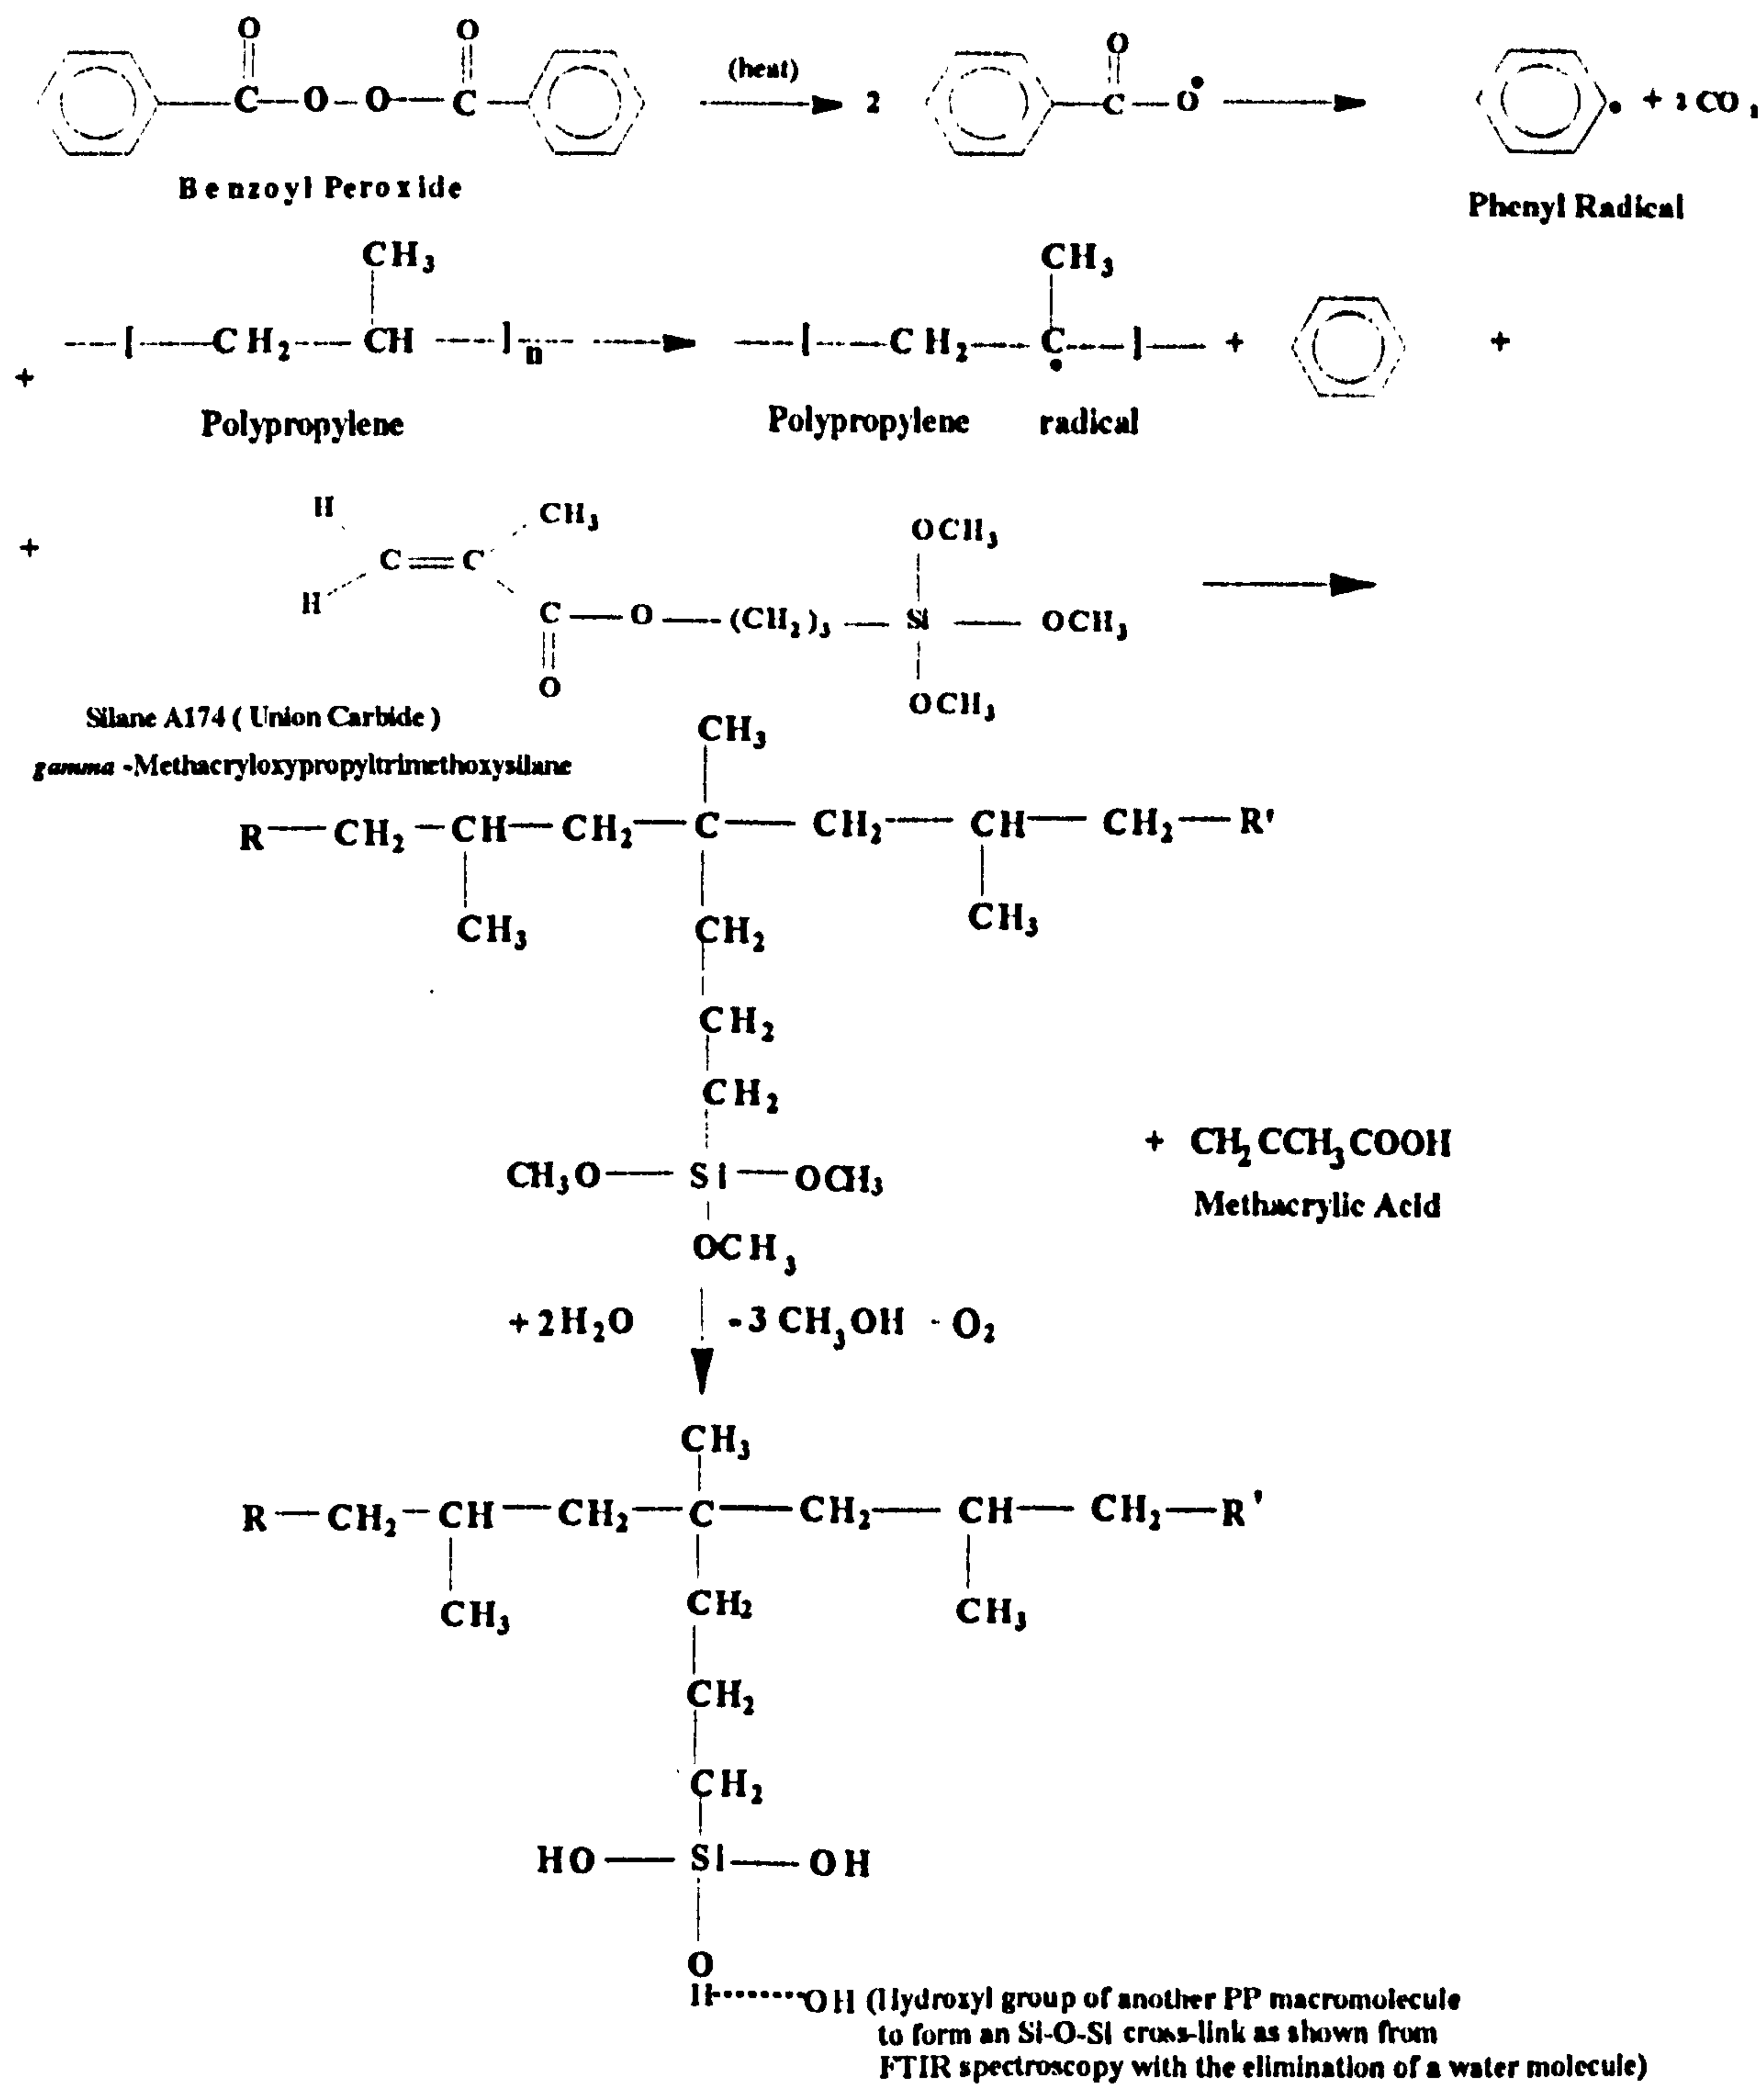 O O O
(heat)
C—O—O—C 2 C—O• • + 2 CO2
Benzoyl Peroxide
Phenyl Radical
CH3 CH3
+ ---[---CH2---CH---]n--- ---[---CH2---C•---]--- + +
Polypropylene Polypropylene radical
H CH3 OCH3
+ C=C
H C—O—(CH2)3—Si—OCH3
O
OCH3
Silane A174 ( Union Carbide )
gamma -Methacryloxypropyltrimethoxysilane
CH3
R—CH2—CH—CH2—C—CH2—CH—CH2—R'
CH3 CH2 CH3
CH2
CH2
+ CH2CCH3COOH
CH3O—Si—OCH3
Methacrylic Acid
OCH3
+2H2O -3 CH3OH - O2
CH3
R—CH2—CH—CH2—C—CH2—CH—CH2—R'
CH3 CH2 CH3
CH2
CH2
HO—Si—OH
O
H········OH (Hydroxyl group of another PP macromolecule
to form an Si-O-Si cross-link as shown from
FTIR spectroscopy with the elimination of a water molecule)